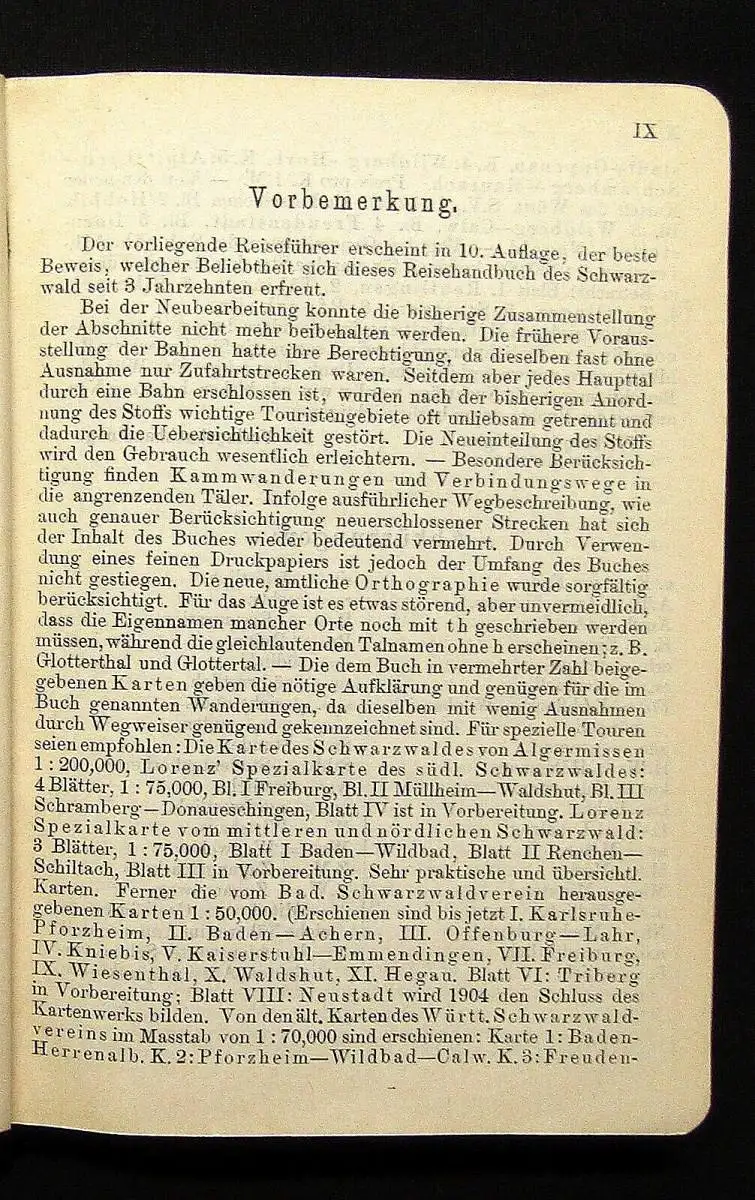 IX
Vorbemerkung.
Der vorliegende Reiseführer erscheint in 10. Auflage, der beste
Beweis, welcher Beliebtheit sich dieses Reisehandbuch des Schwarz-
wald seit 3 Jahrzehnten erfreut.
Bei der Neubearbeitung konnte die bisherige Zusammenstellung
der Abschnitte nicht mehr beibehalten werden. Die frühere Voraus-
stellung der Bahnen hatte ihre Berechtigung, da dieselben fast ohne
Ausnahme nur Zufahrtstrecken waren. Seitdem aber jedes Haupttal
durch eine Bahn erschlossen ist, wurden nach der bisherigen Anord-
nung des Stoffs wichtige Touristengebiete oft unliebsam getrennt und
dadurch die Uebersichtlichkeit gestört. Die Neueinteilung des Stoffs
wird den Gebrauch wesentlich erleichtern. — Besondere Berücksich-
tigung finden Kammwanderungen und Verbindungswege in
die angrenzenden Täler. Infolge ausführlicher Wegbeschreibung, wie
auch genauer Berücksichtigung neuerschlossener Strecken hat sich
der Inhalt des Buches wieder bedeutend vermehrt. Durch Verwen-
dung eines feinen Druckpapiers ist jedoch der Umfang des Buches
nicht gestiegen. Die neue, amtliche Orthographie wurde sorgfältig
berücksichtigt. Für das Auge ist es etwas störend, aber unvermeidlich,
dass die Eigennamen mancher Orte noch mit th geschrieben werden
müssen, während die gleichlautenden Talnamen ohne h erscheinen; z. B.
Glotterthal und Glottertal. — Die dem Buch in vermehrter Zahl beige-
gebenen Karten geben die nötige Aufklärung und genügen für die im
Buch genannten Wanderungen, da dieselben mit wenig Ausnahmen
durch Wegweiser genügend gekennzeichnet sind. Für spezielle Touren
seien empfohlen: Die Karte des Schwarzwaldes von Algermissen
1 : 200,000, Lorenz' Spezialkarte des südl. Schwarzwaldes:
4 Blätter, 1 : 75,000, Bl. I Freiburg, Bl. II Müllheim—Waldshut, Bl. III
Schramberg—Donaueschingen, Blatt IV ist in Vorbereitung. Lorenz
Spezialkarte vom mittleren und nördlichen Schwarzwald:
3 Blätter, 1 : 75,000, Blatt I Baden—Wildbad, Blatt II Renchen—
Schiltach, Blatt III in Vorbereitung. Sehr praktische und übersichtl.
Karten. Ferner die vom Bad. Schwarzwaldverein herausge-
gebenen Karten 1 : 50,000. (Erschienen sind bis jetzt I. Karlsruhe-
Pforzheim, II. Baden—Achern, III. Offenburg—Lahr,
IV. Kniebis, V. Kaiserstuhl—Emmendingen, VII. Freiburg,
IX. Wiesenthal, X. Waldshut, XI. Hegau. Blatt VI: Triberg
in Vorbereitung; Blatt VIII: Neustadt wird 1904 den Schluss des
Kartenwerks bilden. Von den ält. Karten des Württ. Schwarzwald-
vereins im Masstab von 1 : 70,000 sind erschienen: Karte 1: Baden-
Herrenalb. K. 2: Pforzheim—Wildbad—Calw. K. 3: Freuden-